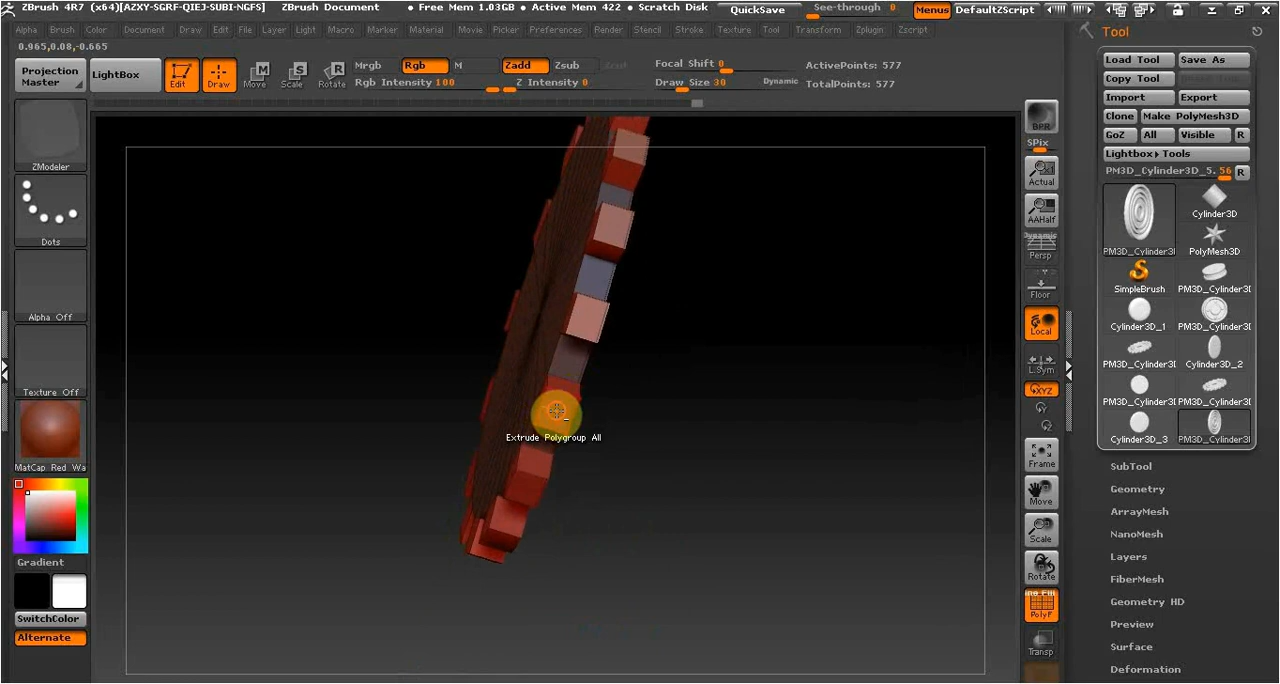 ZBrush 4R7 (x64)[AZXY-SGRF-QIEJ-SUBI-NGFS] ZBrush Document • Free Mem 1.03GB • Active Mem 422 • Scratch Disk QuickSave See-through 0 Menus DefaultZScript
Alpha Brush Color Document Draw Edit File Layer Light Macro Marker Material Movie Picker Preferences Render Stencil Stroke Texture Tool Transform Zplugin Zscript
0.965,0.08,-0.665
Projection Master
LightBox
Edit
Draw
Move
Scale
Rotate
Mrgb Rgb M Zadd Zsub
Rgb Intensity 100 Z Intensity 0
Focal Shift 0
Draw Size 30 Dynamic
ActivePoints: 577
TotalPoints: 577
ZModeler
Dots
Alpha Off
Texture Off
MatCap Red Wa
Gradient
SwitchColor
Alternate
Extrude Polygroup All
BPR
SPix
Actual
AAHalf
Dynamic
Persp
Floor
Local
L.Sym
XYZ
Frame
Move
Scale
Rotate
PolyF
Transp
Tool
Load Tool Save As
Copy Tool
Import Export
Clone Make PolyMesh3D
GoZ All Visible R
Lightbox▸Tools
PM3D_Cylinder3D_5. 56 R
Cylinder3D
PM3D_Cylinder3I PolyMesh3D
SimpleBrush PM3D_Cylinder3I
Cylinder3D_1 PM3D_Cylinder3I
PM3D_Cylinder3I Cylinder3D_2
PM3D_Cylinder3I PM3D_Cylinder3I
Cylinder3D_3 PM3D_Cylinder3I
SubTool
Geometry
ArrayMesh
NanoMesh
Layers
FiberMesh
Geometry HD
Preview
Surface
Deformation